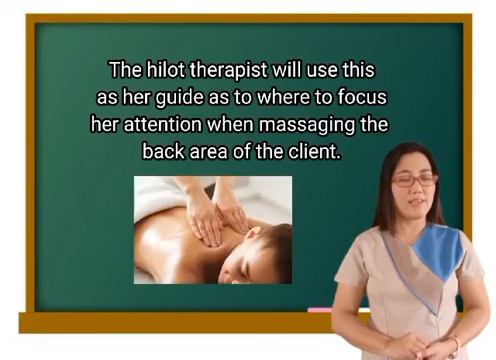 The hilot therapist will use this
as her guide as to where to focus
her attention when massaging the
back area of the client.